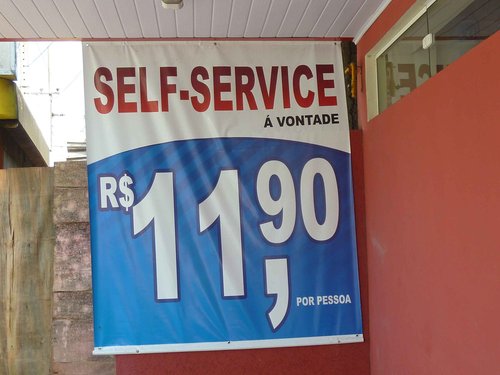 SELF-SERVICE
Á VONTADE
R$ 11,90
POR PESSOA